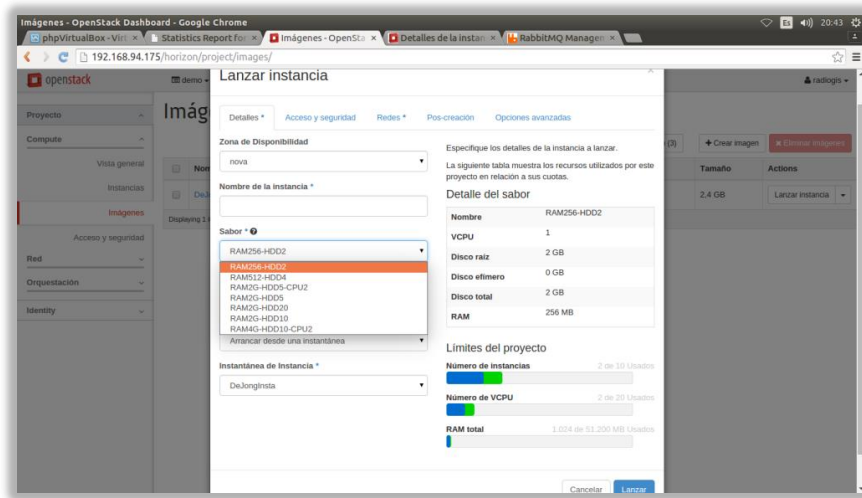 Imágenes - OpenStack Dashboard - Google Chrome
Es 20:43
phpVirtualBox - Virt
Statistics Report for
Imágenes - OpenSta
Detalles de la instan
RabbitMQ Managem
192.168.94.175/horizon/project/images/
openstack
demo
radiogis
Proyecto
Compute
Vista general
Instancias
Imágenes
Acceso y seguridad
Red
Orquestación
Identity
Imág
(3)
+ Crear imagen
Eliminar imágenes
Nom
Tamaño
Actions
DeJ
2.4 GB
Lanzar instancia
Displaying 1
Lanzar instancia
Detalles *
Acceso y seguridad
Redes *
Pos-creación
Opciones avanzadas
Zona de Disponibilidad
nova
Nombre de la instancia *
Sabor *
RAM256-HDD2
RAM256-HDD2
RAM512-HDD4
RAM2G-HDD5-CPU2
RAM2G-HDD5
RAM2G-HDD20
RAM2G-HDD10
RAM4G-HDD10-CPU2
Arrancar desde una instantánea
Instantánea de Instancia *
DeJongInsta
Especifique los detalles de la instancia a lanzar.
La siguiente tabla muestra los recursos utilizados por este
proyecto en relación a sus cuotas.
Detalle del sabor
Nombre RAM256-HDD2
VCPU 1
Disco raíz 2 GB
Disco efímero 0 GB
Disco total 2 GB
RAM 256 MB
Límites del proyecto
Número de instancias 2 de 10 Usados
Número de VCPU 2 de 20 Usados
RAM total 1.024 de 51.200 MB Usados
Cancelar
Lanzar